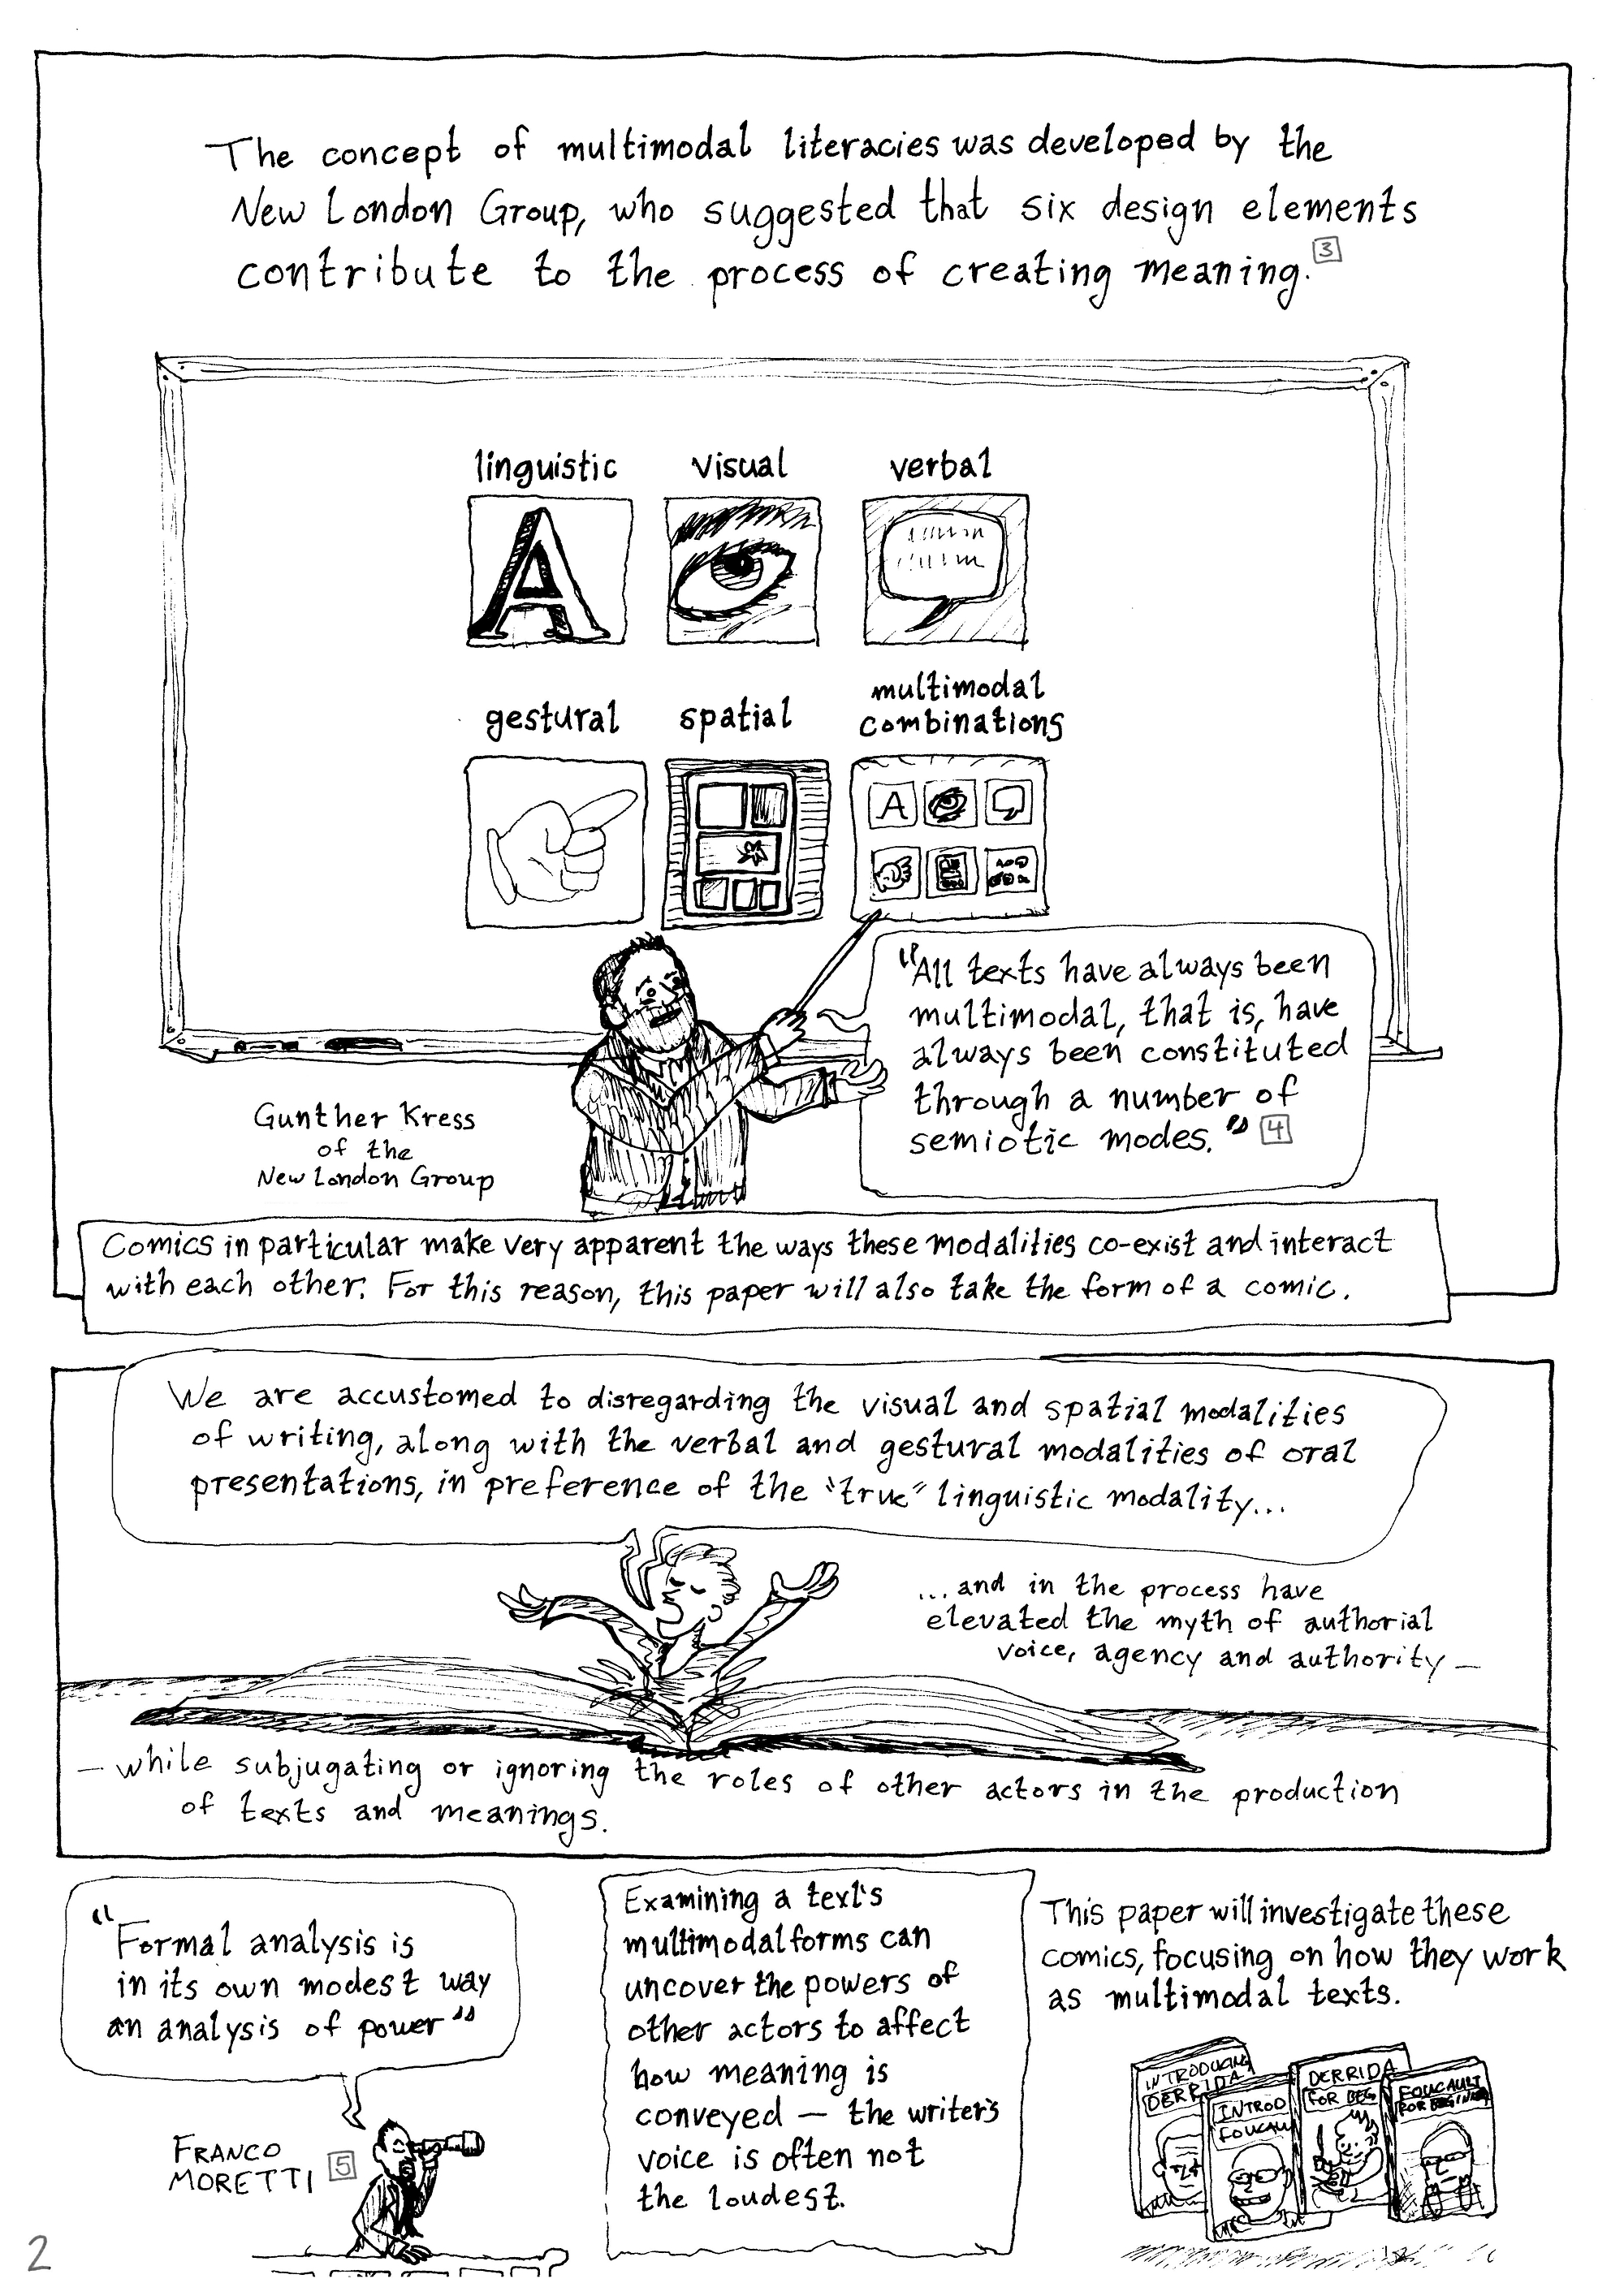 The concept of multimodal literacies was developed by the
New London Group, who suggested that six design elements
contribute to the process of creating meaning. 3
linguistic visual verbal
A
gestural spatial multimodal
combinations
A
"All texts have always been
multimodal, that is, have
always been constituted
through a number of
semiotic modes." 4
Gunther Kress
of the
New London Group
Comics in particular make very apparent the ways these modalities co-exist and interact
with each other. For this reason, this paper will also take the form of a comic.
We are accustomed to disregarding the visual and spatial modalities
of writing, along with the verbal and gestural modalities of oral
presentations, in preference of the "true" linguistic modality...
...and in the process have
elevated the myth of authorial
voice, agency and authority —
— while subjugating or ignoring the roles of other actors in the production
of texts and meanings.
"Formal analysis is
in its own modest way
an analysis of power"
FRANCO
MORETTI 5
Examining a text's
multimodal forms can
uncover the powers of
other actors to affect
how meaning is
conveyed — the writer's
voice is often not
the loudest.
This paper will investigate these
comics, focusing on how they work
as multimodal texts.
INTRODUCING
DERRIDA
INTROD
FOUCAU
DERRIDA
FOR BEG
FOUCAULT
FOR BEGINNE
2